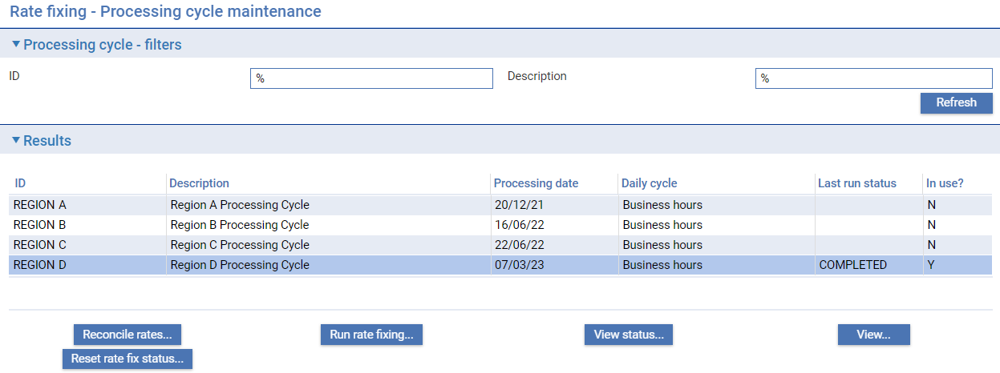 Rate fixing - Processing cycle maintenance
Processing cycle - filters
ID % Description %
Refresh
Results
ID Description Processing date Daily cycle Last run status In use?
REGION A Region A Processing Cycle 20/12/21 Business hours N
REGION B Region B Processing Cycle 16/06/22 Business hours N
REGION C Region C Processing Cycle 22/06/22 Business hours N
REGION D Region D Processing Cycle 07/03/23 Business hours COMPLETED Y
Reconcile rates... Run rate fixing... View status... View...
Reset rate fix status...